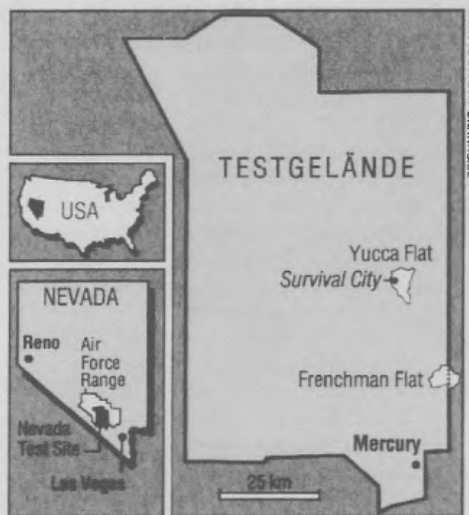 TESTGELÄNDE
Yucca Flat
Survival City
Frenchman Flat
Mercury
25 km
USA
NEVADA
Reno
Air
Force
Range
Nevada
Test Site
Las Vegas